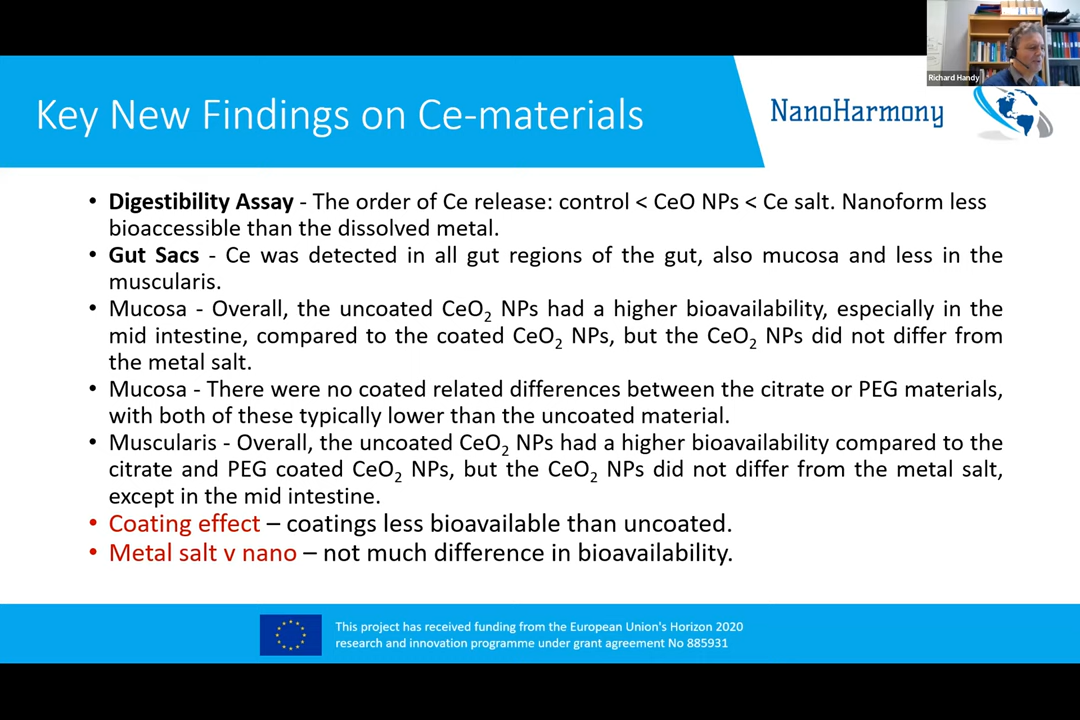 Richard Handy
Key New Findings on Ce-materials
NanoHarmony
• Digestibility Assay - The order of Ce release: control < CeO NPs < Ce salt. Nanoform less
bioaccessible than the dissolved metal.
• Gut Sacs - Ce was detected in all gut regions of the gut, also mucosa and less in the
muscularis.
• Mucosa - Overall, the uncoated CeO₂ NPs had a higher bioavailability, especially in the
mid intestine, compared to the coated CeO₂ NPs, but the CeO₂ NPs did not differ from
the metal salt.
• Mucosa - There were no coated related differences between the citrate or PEG materials,
with both of these typically lower than the uncoated material.
• Muscularis - Overall, the uncoated CeO₂ NPs had a higher bioavailability compared to the
citrate and PEG coated CeO₂ NPs, but the CeO₂ NPs did not differ from the metal salt,
except in the mid intestine.
• Coating effect – coatings less bioavailable than uncoated.
• Metal salt v nano – not much difference in bioavailability.
This project has received funding from the European Union's Horizon 2020
research and innovation programme under grant agreement No 885931